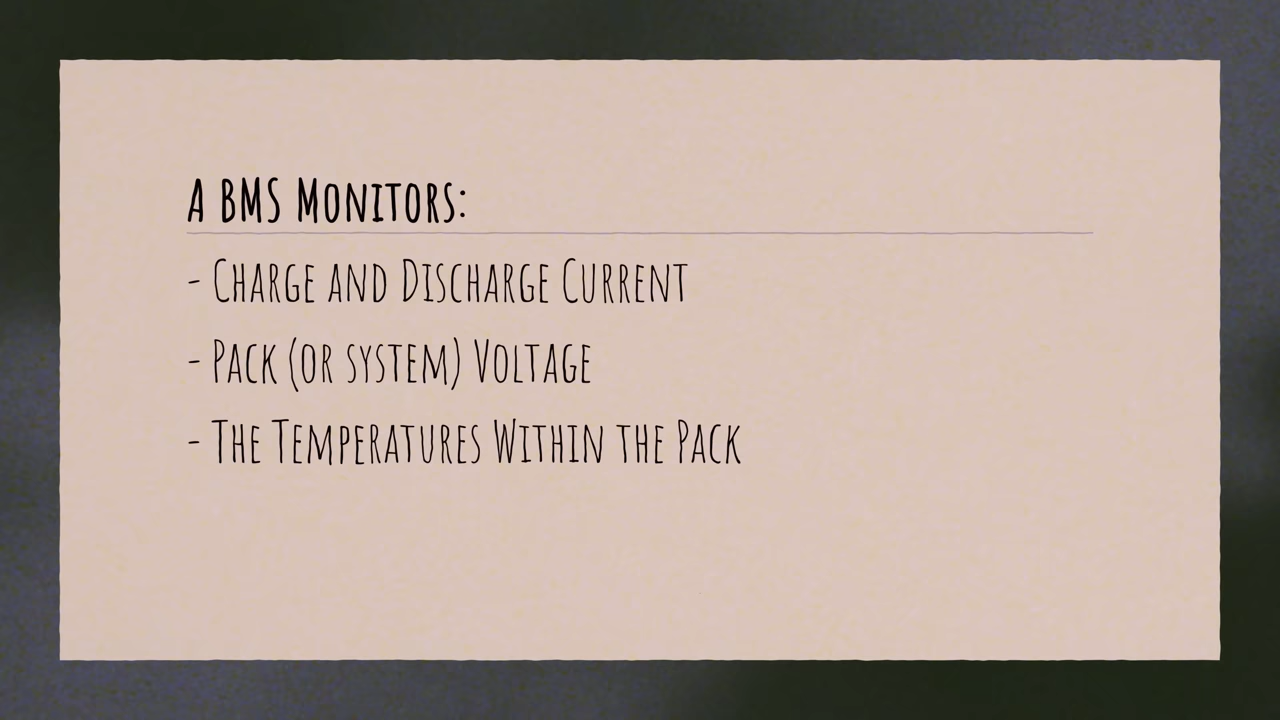 A BMS Monitors:
- Charge and Discharge Current
- Pack (or system) Voltage
- The Temperatures Within the Pack